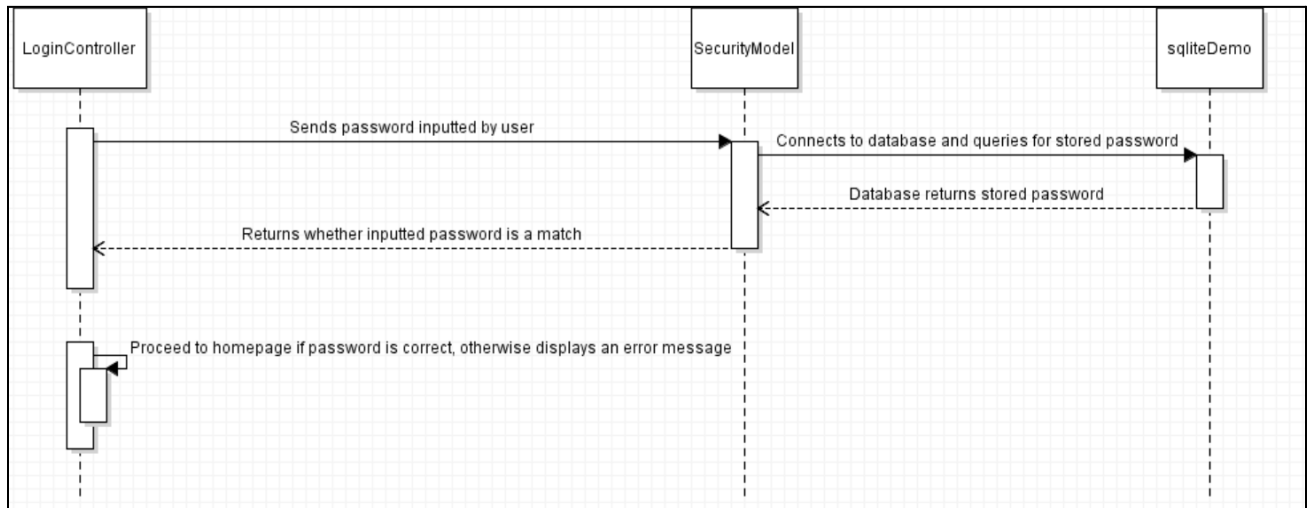 LoginController
SecurityModel
sqliteDemo
Sends password inputted by user
Connects to database and queries for stored password
Database returns stored password
Returns whether inputted password is a match
Proceed to homepage if password is correct, otherwise displays an error message